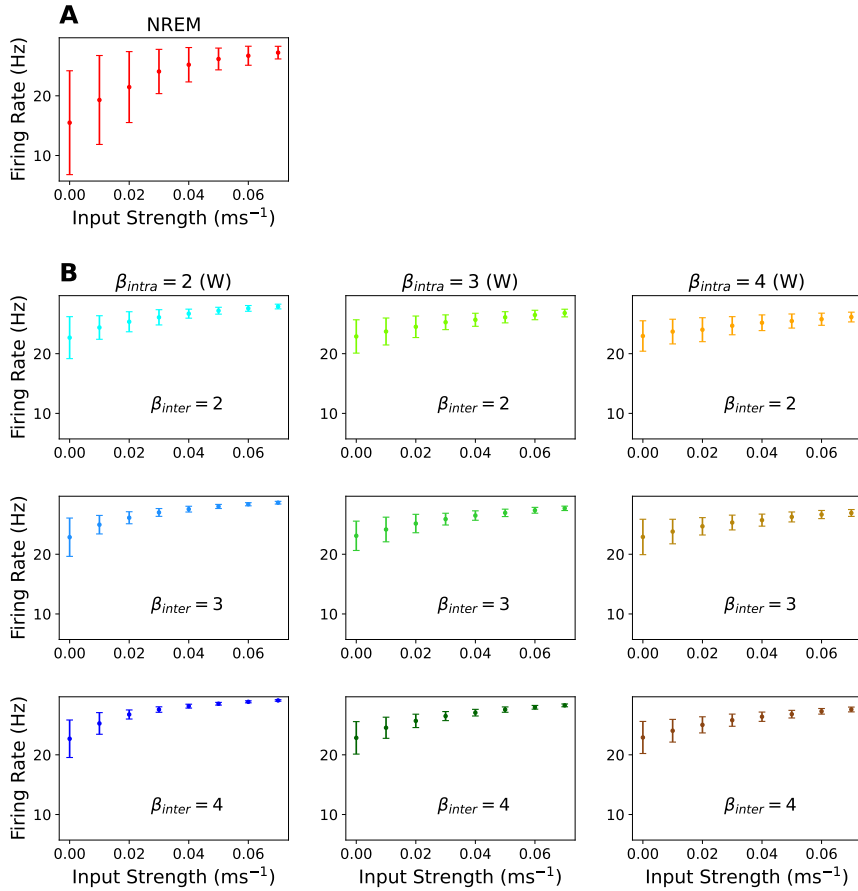 A
NREM
Firing Rate (Hz)
20
10
0.00 0.02 0.04 0.06
Input Strength (ms⁻¹)
B
β_intra = 2 (W) β_intra = 3 (W) β_intra = 4 (W)
Firing Rate (Hz)
20 20 20
10 10 10
β_inter = 2 β_inter = 2 β_inter = 2
0.00 0.02 0.04 0.06 0.00 0.02 0.04 0.06 0.00 0.02 0.04 0.06
Firing Rate (Hz)
20 20 20
10 10 10
β_inter = 3 β_inter = 3 β_inter = 3
0.00 0.02 0.04 0.06 0.00 0.02 0.04 0.06 0.00 0.02 0.04 0.06
Firing Rate (Hz)
20 20 20
10 10 10
β_inter = 4 β_inter = 4 β_inter = 4
0.00 0.02 0.04 0.06 0.00 0.02 0.04 0.06 0.00 0.02 0.04 0.06
Input Strength (ms⁻¹) Input Strength (ms⁻¹) Input Strength (ms⁻¹)